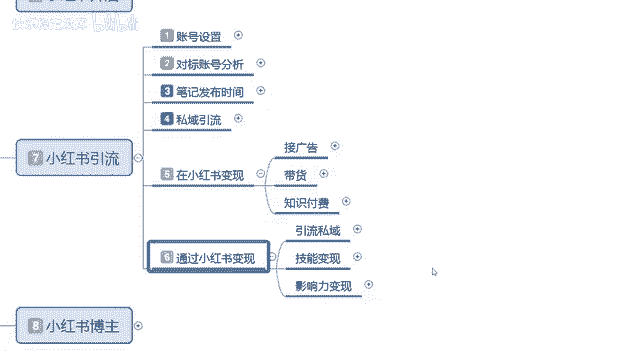 1 账号设置
2 对标账号分析
3 笔记发布时间
4 私域引流
7 小红书引流
接广告
5 在小红书变现
带货
知识付费
引流私域
6 通过小红书变现
技能变现
影响力变现
8 小红书博主